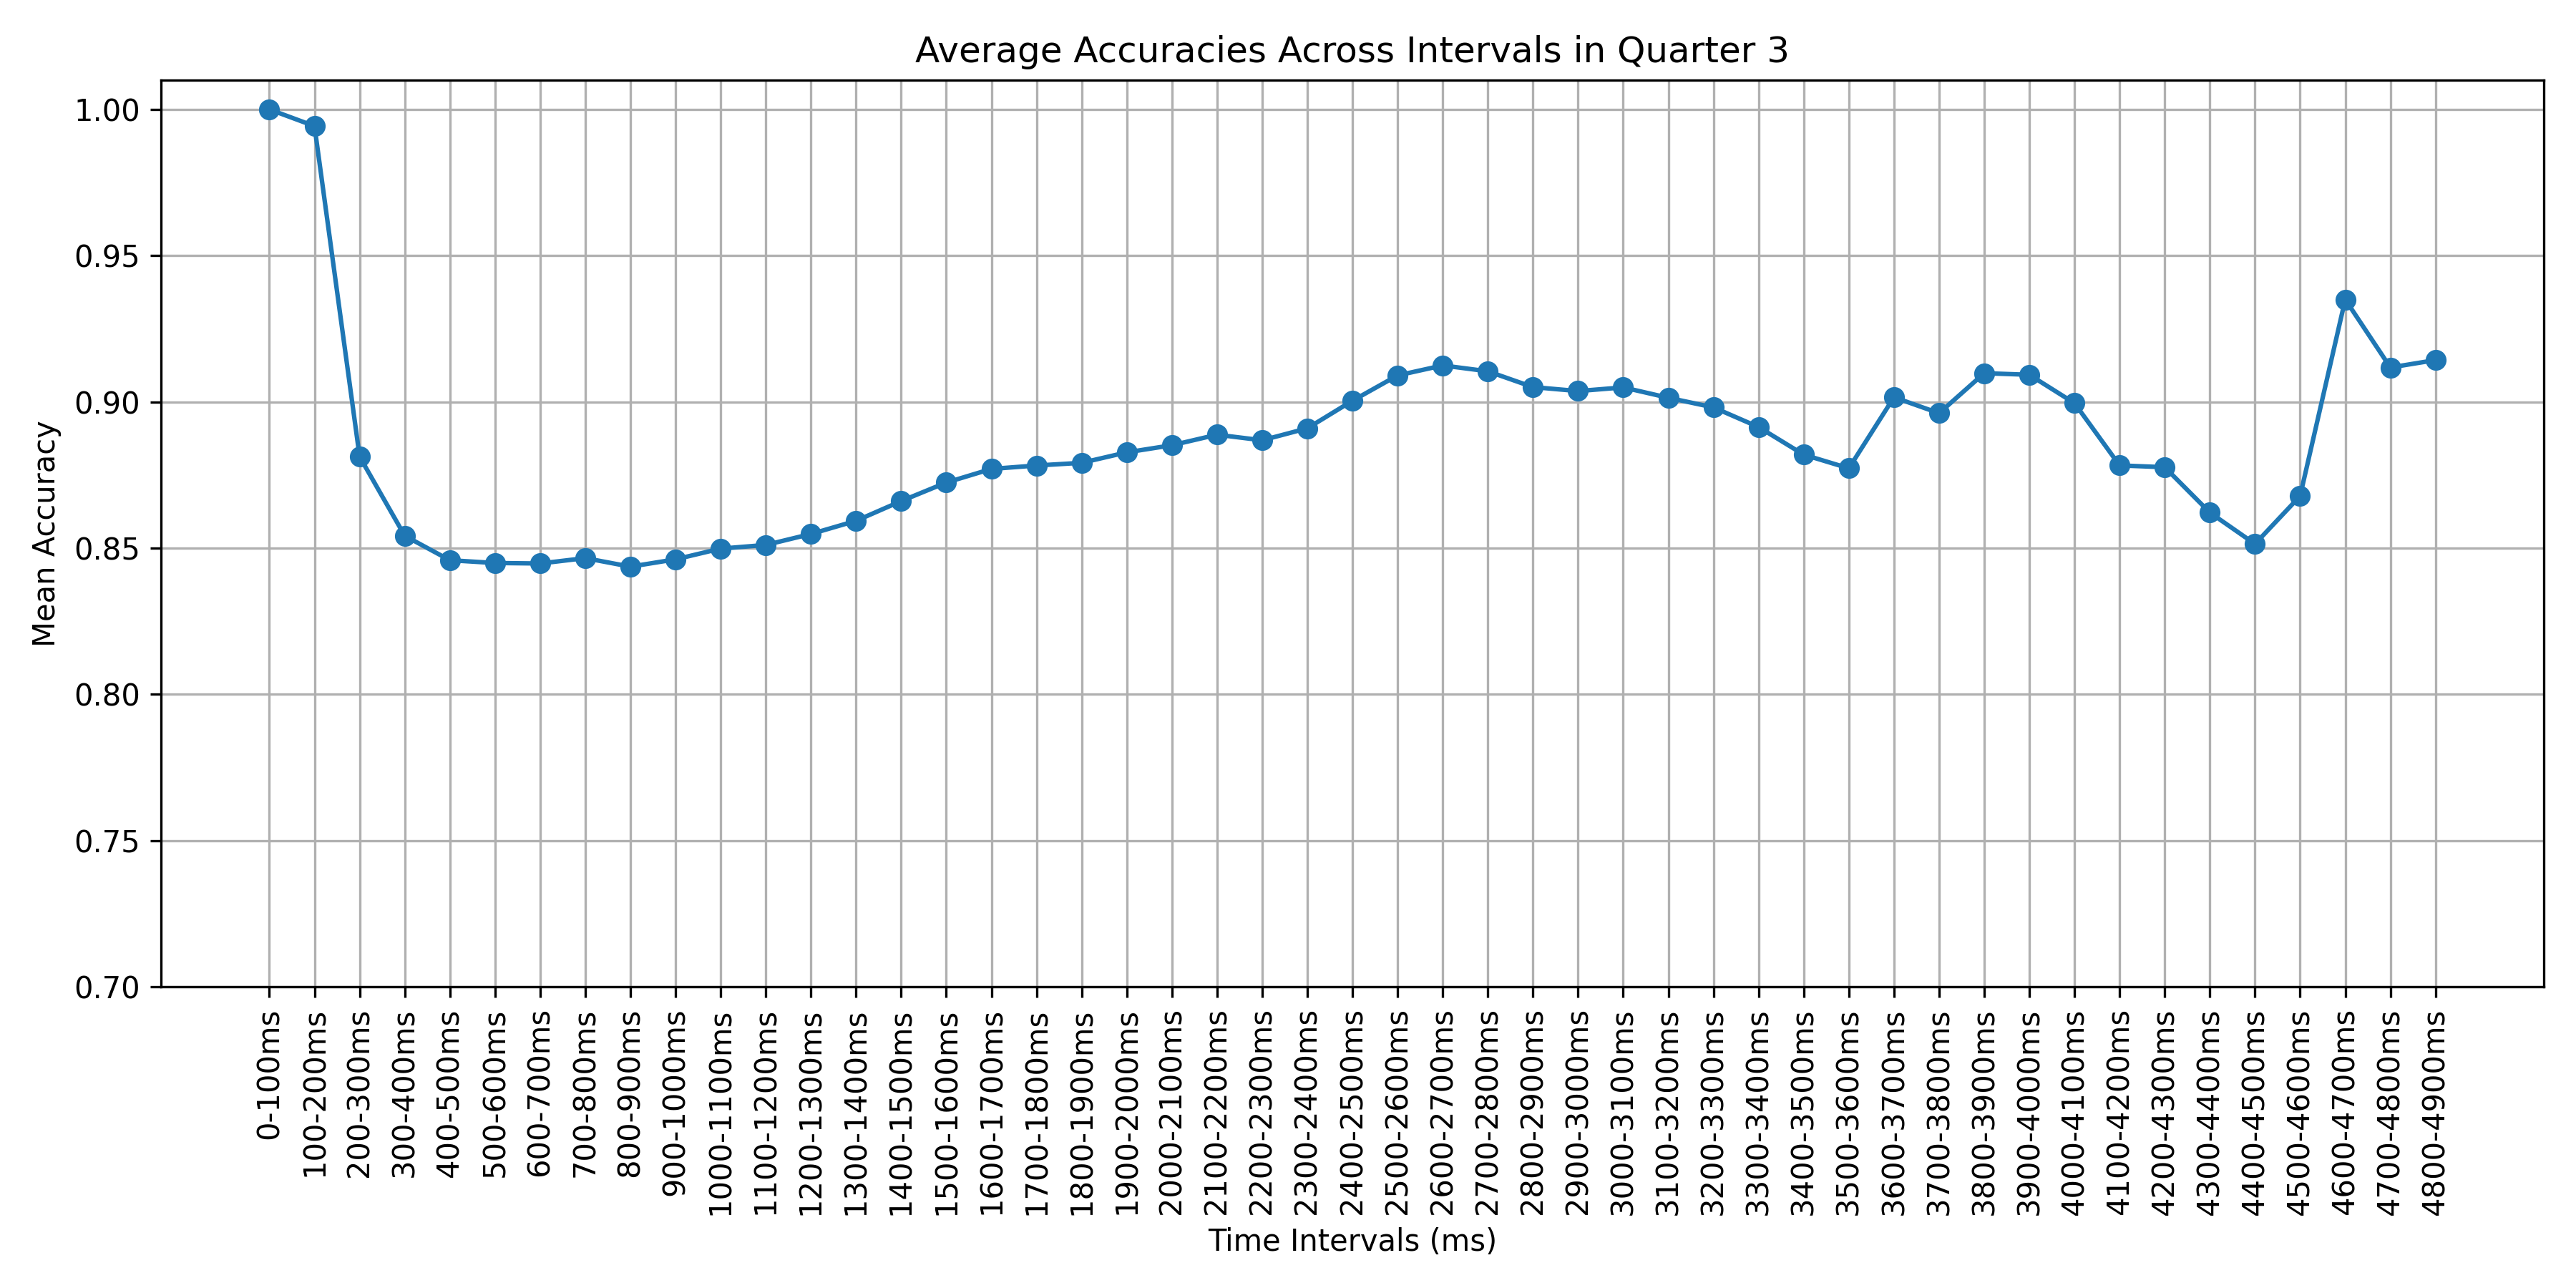 Average Accuracies Across Intervals in Quarter 3
1.00
0.95
0.90
0.85
0.80
0.75
0.70
Mean Accuracy
0-100ms
100-200ms
200-300ms
300-400ms
400-500ms
500-600ms
600-700ms
700-800ms
800-900ms
900-1000ms
1000-1100ms
1100-1200ms
1200-1300ms
1300-1400ms
1400-1500ms
1500-1600ms
1600-1700ms
1700-1800ms
1800-1900ms
1900-2000ms
2000-2100ms
2100-2200ms
2200-2300ms
2300-2400ms
2400-2500ms
2500-2600ms
2600-2700ms
2700-2800ms
2800-2900ms
2900-3000ms
3000-3100ms
3100-3200ms
3200-3300ms
3300-3400ms
3400-3500ms
3500-3600ms
3600-3700ms
3700-3800ms
3800-3900ms
3900-4000ms
4000-4100ms
4100-4200ms
4200-4300ms
4300-4400ms
4400-4500ms
4500-4600ms
4600-4700ms
4700-4800ms
4800-4900ms
Time Intervals (ms)